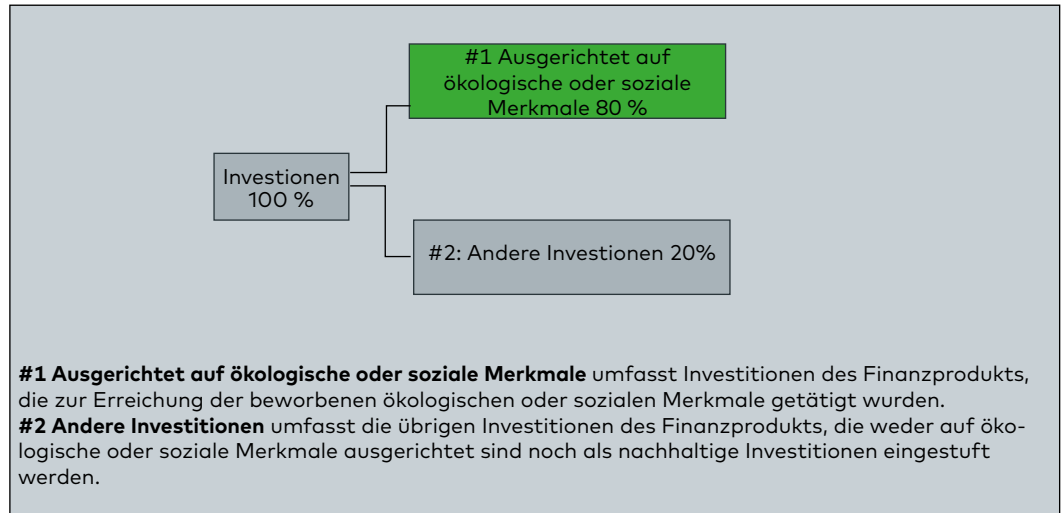 #1 Ausgerichtet auf
ökologische oder soziale
Merkmale 80 %
Investionen
100 %
#2: Andere Investionen 20%
#1 Ausgerichtet auf ökologische oder soziale Merkmale umfasst Investitionen des Finanzprodukts,
die zur Erreichung der beworbenen ökologischen oder sozialen Merkmale getätigt wurden.
#2 Andere Investitionen umfasst die übrigen Investitionen des Finanzprodukts, die weder auf öko-
logische oder soziale Merkmale ausgerichtet sind noch als nachhaltige Investitionen eingestuft
werden.